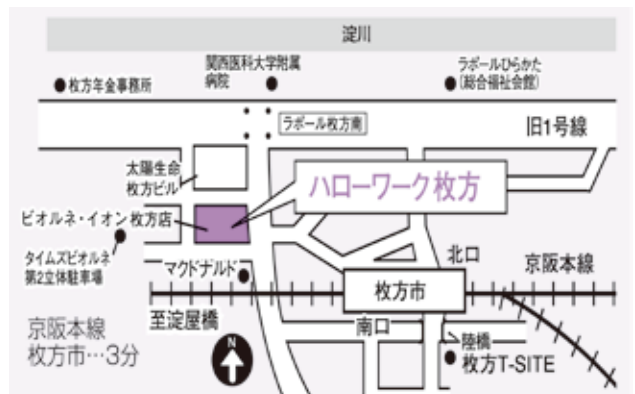 淀川
関西医科大学附属
病院
ラポールひらかた
(総合福祉会館)
枚方年金事務所
ラポール枚方南
旧1号線
太陽生命
枚方ビル
ハローワーク枚方
ビオルネ・イオン枚方店
タイムズビオルネ
第2立体駐車場
マクドナルド
北口
京阪本線
枚方市
至淀屋橋
南口
京阪本線
枚方市…3分
N
陸橋
枚方T-SITE